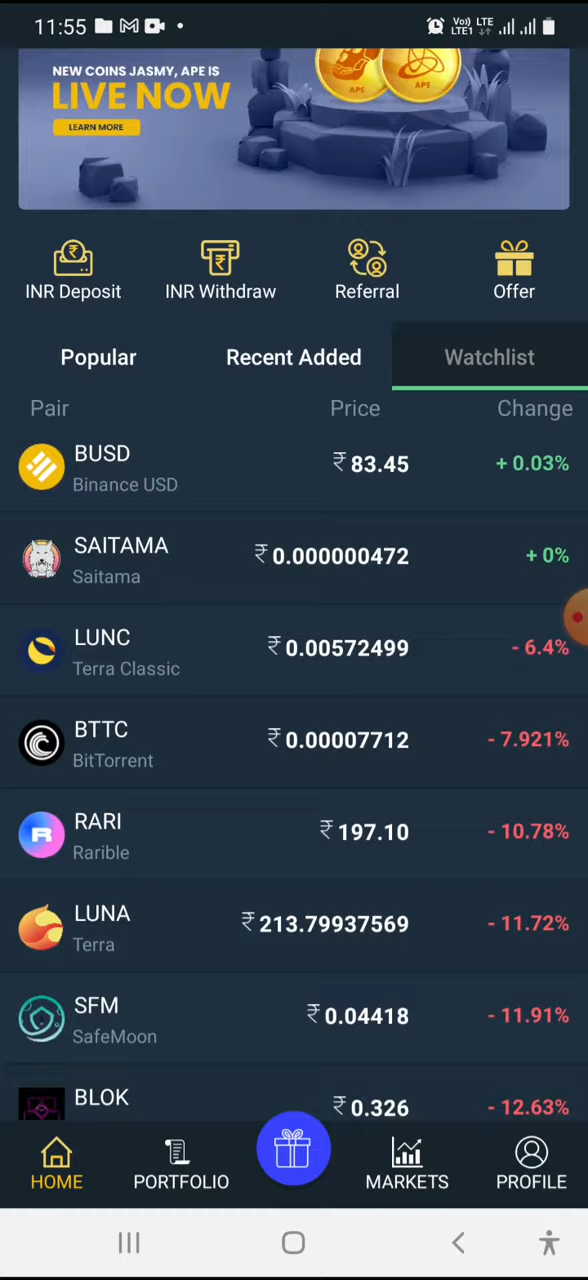 11:55
Vo) LTE
LTE1
NEW COINS JASMY, APE IS
LIVE NOW
LEARN MORE
APE
APE
INR Deposit INR Withdraw Referral Offer
Popular Recent Added Watchlist
Pair Price Change
BUSD ₹ 83.45 + 0.03%
Binance USD
SAITAMA ₹ 0.000000472 + 0%
Saitama
LUNC ₹ 0.00572499 - 6.4%
Terra Classic
BTTC ₹ 0.00007712 - 7.921%
BitTorrent
RARI ₹ 197.10 - 10.78%
Rarible
LUNA ₹ 213.79937569 - 11.72%
Terra
SFM ₹ 0.04418 - 11.91%
SafeMoon
BLOK ₹ 0.326 - 12.63%
HOME PORTFOLIO MARKETS PROFILE